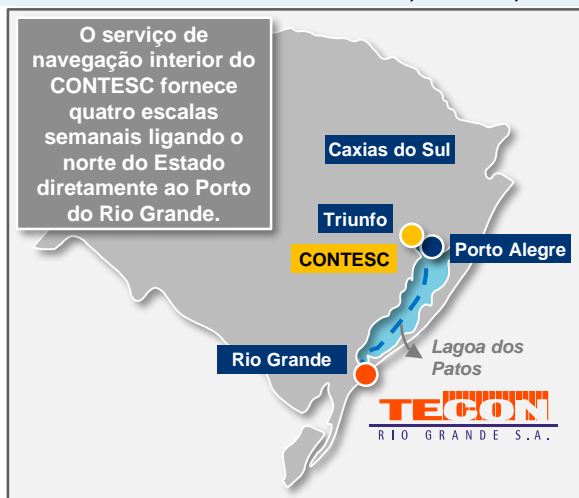 O serviço de
navegação interior do
CONTESC fornece
quatro escalas
semanais ligando o
norte do Estado
diretamente ao Porto
do Rio Grande.
Caxias do Sul
Triunfo
CONTESC
Porto Alegre
Rio Grande
Lagoa dos
Patos
TECON
RIO GRANDE S.A.